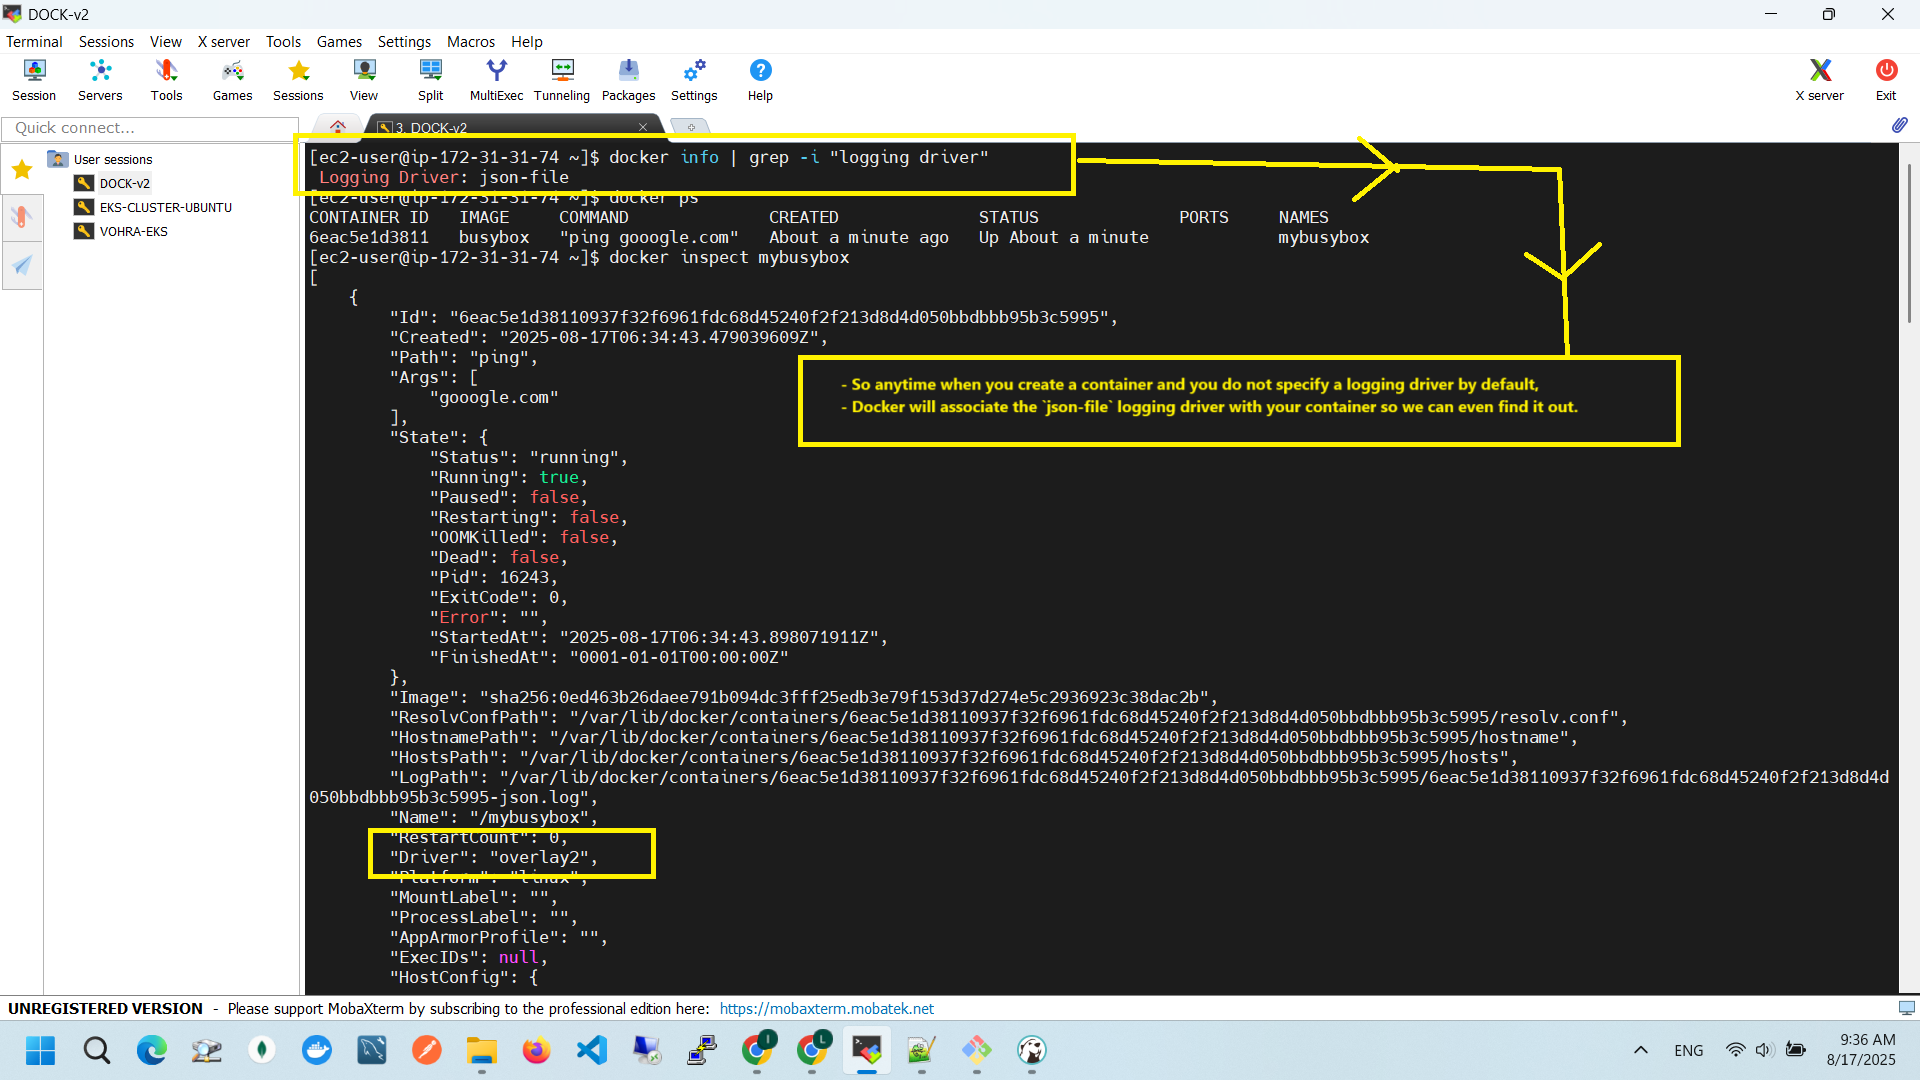 DOCK-v2
Terminal Sessions View X server Tools Games Settings Macros Help
Session Servers Tools Games Sessions View Split MultiExec Tunneling Packages Settings Help X server Exit
Quick connect...
3. DOCK-v2
User sessions
DOCK-v2
EKS-CLUSTER-UBUNTU
VOHRA-EKS
[ec2-user@ip-172-31-31-74 ~]$ docker info | grep -i "logging driver"
Logging Driver: json-file
[ec2-user@ip-172-31-31-74 ~]$ docker ps
CONTAINER ID IMAGE COMMAND CREATED STATUS PORTS NAMES
6eac5e1d3811 busybox "ping gooogle.com" About a minute ago Up About a minute mybusybox
[ec2-user@ip-172-31-31-74 ~]$ docker inspect mybusybox
[
{
"Id": "6eac5e1d38110937f32f6961fdc68d45240f2f213d8d4d050bbdbbb95b3c5995",
"Created": "2025-08-17T06:34:43.479039609Z",
"Path": "ping",
"Args": [
"gooogle.com"
],
- So anytime when you create a container and you do not specify a logging driver by default,
- Docker will associate the `json-file` logging driver with your container so we can even find it out.
"State": {
"Status": "running",
"Running": true,
"Paused": false,
"Restarting": false,
"OOMKilled": false,
"Dead": false,
"Pid": 16243,
"ExitCode": 0,
"Error": "",
"StartedAt": "2025-08-17T06:34:43.898071911Z",
"FinishedAt": "0001-01-01T00:00:00Z"
},
"Image": "sha256:0ed463b26daee791b094dc3fff25edb3e79f153d37d274e5c2936923c38dac2b",
"ResolvConfPath": "/var/lib/docker/containers/6eac5e1d38110937f32f6961fdc68d45240f2f213d8d4d050bbdbbb95b3c5995/resolv.conf",
"HostnamePath": "/var/lib/docker/containers/6eac5e1d38110937f32f6961fdc68d45240f2f213d8d4d050bbdbbb95b3c5995/hostname",
"HostsPath": "/var/lib/docker/containers/6eac5e1d38110937f32f6961fdc68d45240f2f213d8d4d050bbdbbb95b3c5995/hosts",
"LogPath": "/var/lib/docker/containers/6eac5e1d38110937f32f6961fdc68d45240f2f213d8d4d050bbdbbb95b3c5995/6eac5e1d38110937f32f6961fdc68d45240f2f213d8d4d
050bbdbbb95b3c5995-json.log",
"Name": "/mybusybox",
"RestartCount": 0,
"Driver": "overlay2",
"Platform": "linux",
"MountLabel": "",
"ProcessLabel": "",
"AppArmorProfile": "",
"ExecIDs": null,
"HostConfig": {
UNREGISTERED VERSION - Please support MobaXterm by subscribing to the professional edition here: https://mobaxterm.mobatek.net
I L ENG 9:36 AM
8/17/2025